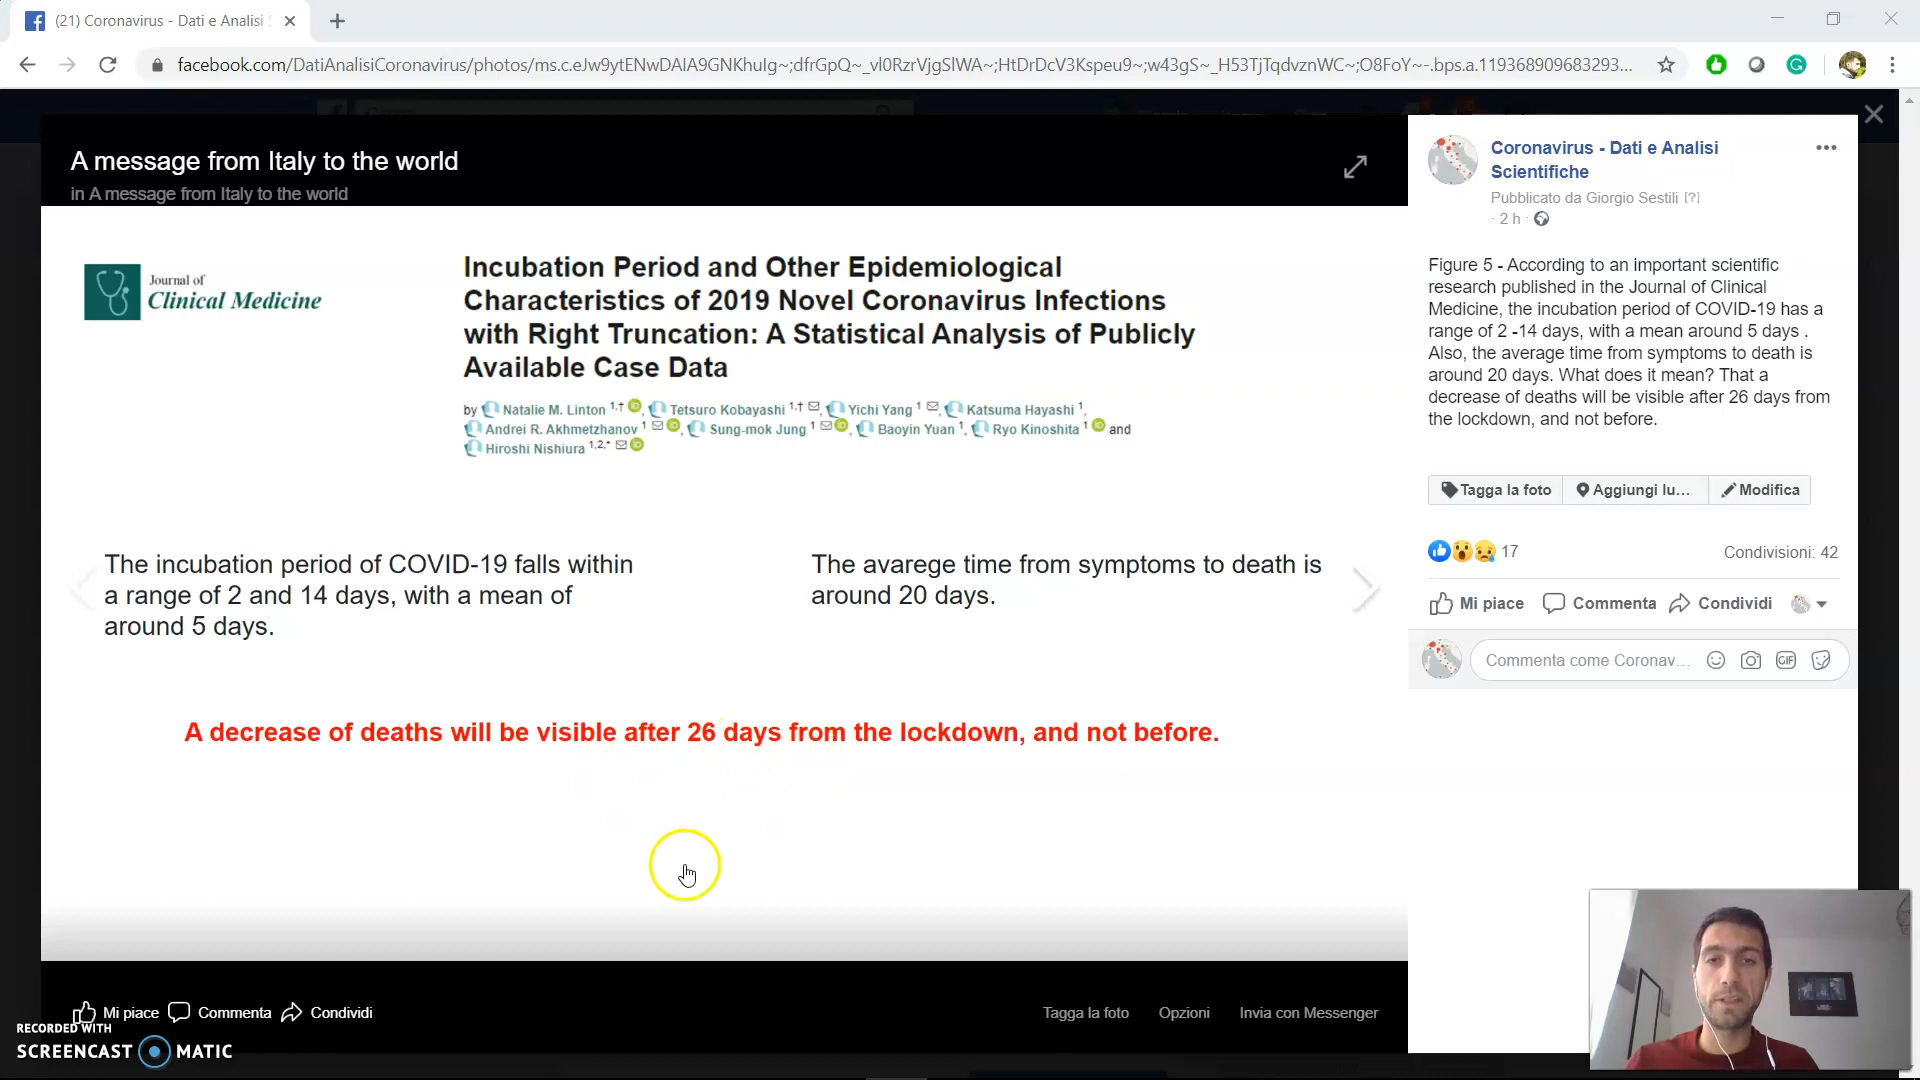 (21) Coronavirus - Dati e Analisi S
facebook.com/DatiAnalisiCoronavirus/photos/ms.c.eJw9ytENwDAIA9GNKhuIg~;dfrGpQ~_vl0RzrVjgSlWA~;HtDrDcV3Kspeu9~;w43gS~_H53TjTqdvznWC~;O8FoY~-.bps.a.119368909683293...
A message from Italy to the world
in A message from Italy to the world
Journal of
Clinical Medicine
Incubation Period and Other Epidemiological
Characteristics of 2019 Novel Coronavirus Infections
with Right Truncation: A Statistical Analysis of Publicly
Available Case Data
by Natalie M. Linton 1,†, Tetsuro Kobayashi 1,†, Yichi Yang 1, Katsuma Hayashi 1,
Andrei R. Akhmetzhanov 1, Sung-mok Jung 1, Baoyin Yuan 1, Ryo Kinoshita 1 and
Hiroshi Nishiura 1,2,*
The incubation period of COVID-19 falls within
a range of 2 and 14 days, with a mean of
around 5 days.
The avarege time from symptoms to death is
around 20 days.
A decrease of deaths will be visible after 26 days from the lockdown, and not before.
Mi piace Commenta Condividi
Tagga la foto Opzioni Invia con Messenger
RECORDED WITH
SCREENCAST MATIC
Coronavirus - Dati e Analisi
Scientifiche
Pubblicato da Giorgio Sestili [?]
· 2 h ·
Figure 5 - According to an important scientific
research published in the Journal of Clinical
Medicine, the incubation period of COVID-19 has a
range of 2 -14 days, with a mean around 5 days .
Also, the average time from symptoms to death is
around 20 days. What does it mean? That a
decrease of deaths will be visible after 26 days from
the lockdown, and not before.
Tagga la foto Aggiungi lu... Modifica
17 Condivisioni: 42
Mi piace Commenta Condividi
Commenta come Coronav... GIF